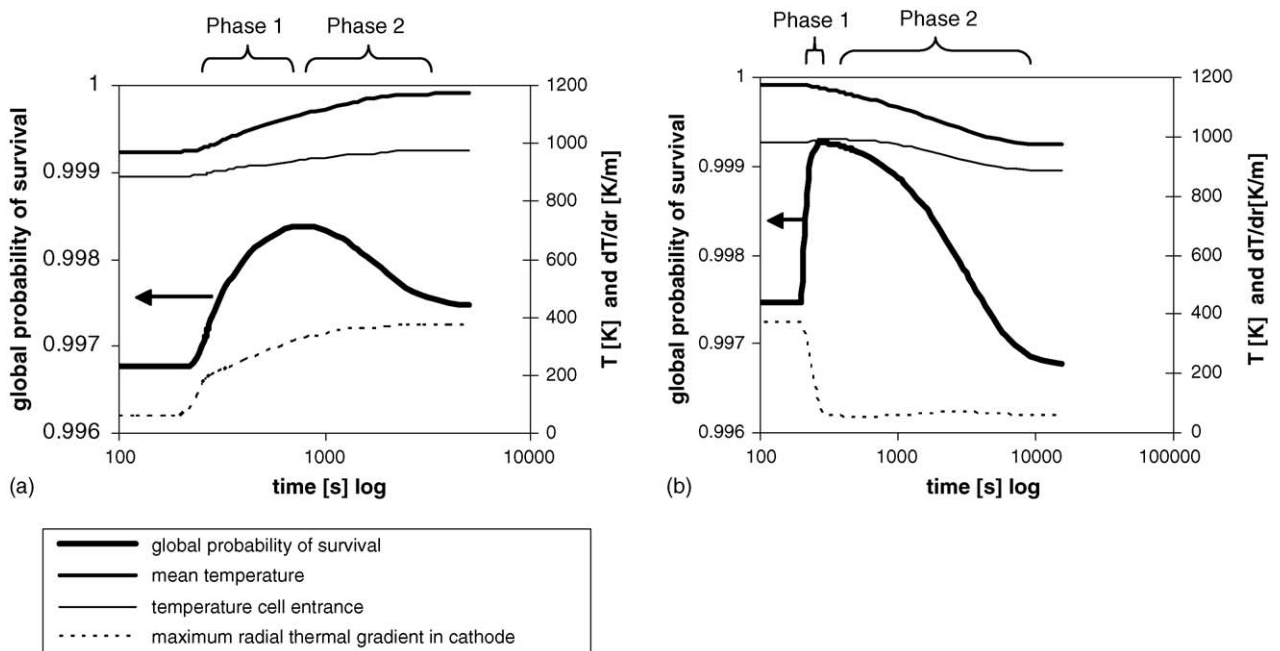 Phase 1 Phase 2
1
0.999
0.998
0.997
0.996
global probability of survival
1200
1000
800
600
400
200
0
T [K] and dT/dr [K/m]
100 1000 10000
(a) time [s] log
Phase 1 Phase 2
1
0.999
0.998
0.997
0.996
global probability of survival
1200
1000
800
600
400
200
0
T [K] and dT/dr[K/m]
100 1000 10000 100000
(b) time [s] log
global probability of survival
mean temperature
temperature cell entrance
maximum radial thermal gradient in cathode